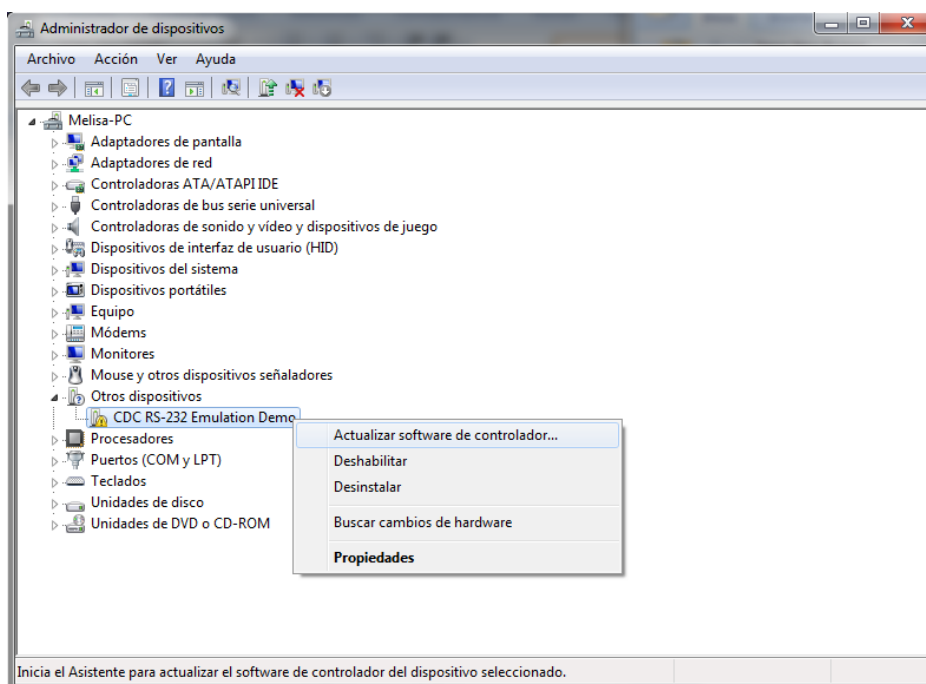 Administrador de dispositivos
Archivo Acción Ver Ayuda
Melisa-PC
Adaptadores de pantalla
Adaptadores de red
Controladoras ATA/ATAPI IDE
Controladoras de bus serie universal
Controladoras de sonido y vídeo y dispositivos de juego
Dispositivos de interfaz de usuario (HID)
Dispositivos del sistema
Dispositivos portátiles
Equipo
Módems
Monitores
Mouse y otros dispositivos señaladores
Otros dispositivos
CDC RS-232 Emulation Demo
Procesadores
Puertos (COM y LPT)
Teclados
Unidades de disco
Unidades de DVD o CD-ROM
Actualizar software de controlador...
Deshabilitar
Desinstalar
Buscar cambios de hardware
Propiedades
Inicia el Asistente para actualizar el software de controlador del dispositivo seleccionado.